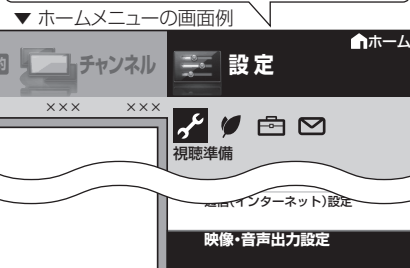 ▼ ホームメニューの画面例
ホーム
チャンネル
設定
××× ×××
視聴準備
(インターネット)設定
映像・音声出力設定